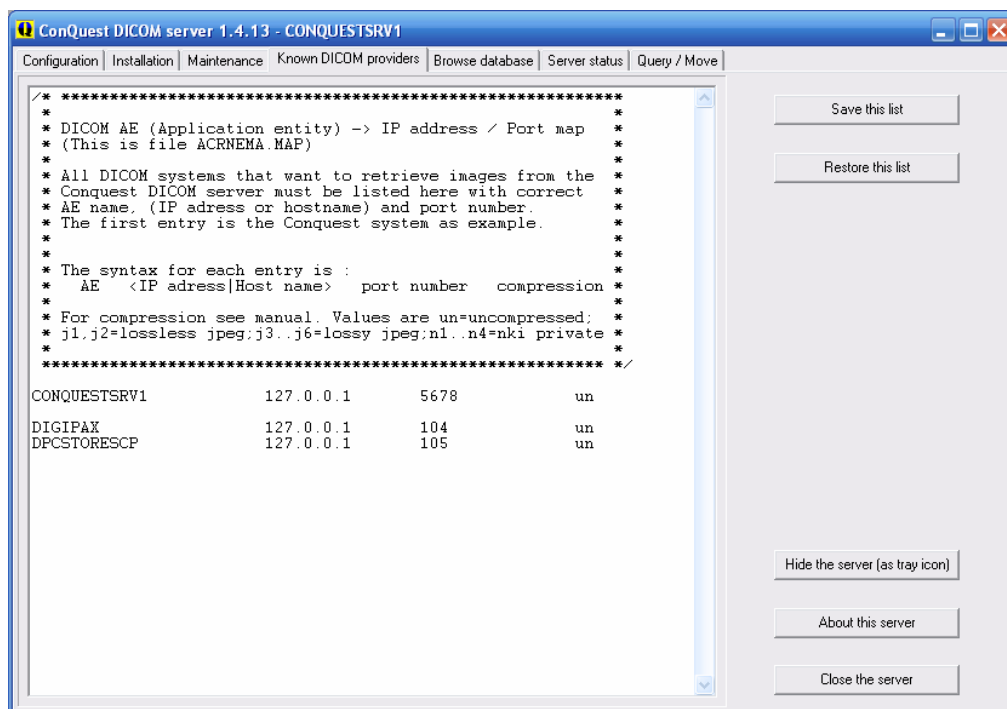 ConQuest DICOM server 1.4.13 - CONQUESTSRV1
Configuration Installation Maintenance Known DICOM providers Browse database Server status Query / Move
/* ********************************************************** 
* *
* DICOM AE (Application entity) -> IP address / Port map *
* (This is file ACRNEMA.MAP) *
* *
* All DICOM systems that want to retrieve images from the *
* Conquest DICOM server must be listed here with correct *
* AE name, (IP adress or hostname) and port number. *
* The first entry is the Conquest system as example. *
* *
* *
* The syntax for each entry is : *
* AE <IP adress|Host name> port number compression *
* *
* For compression see manual. Values are un=uncompressed; *
* j1,j2=lossless jpeg;j3..j6=lossy jpeg;n1..n4=nki private *
* *
********************************************************** */
CONQUESTSRV1 127.0.0.1 5678 un
DIGIPAX 127.0.0.1 104 un
DPCSTORESCP 127.0.0.1 105 un
Save this list
Restore this list
Hide the server (as tray icon)
About this server
Close the server